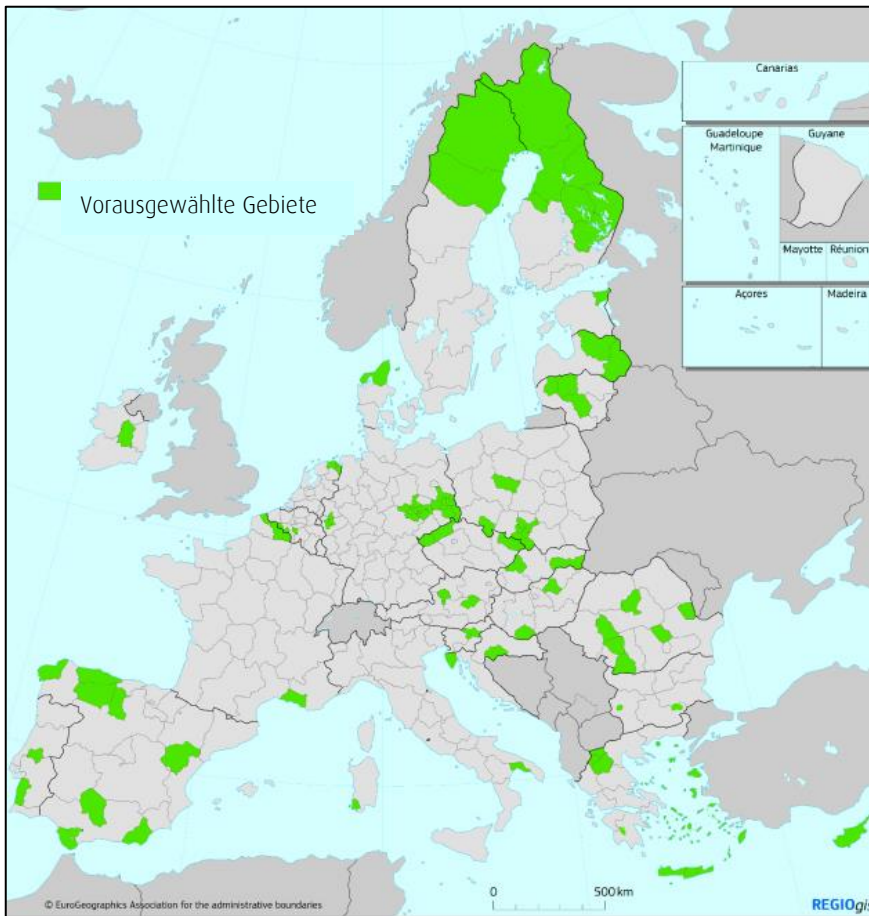 Canarias
Guadeloupe
Martinique
Guyane
Mayotte
Réunion
Açores
Madeira
Vorausgewählte Gebiete
0 500 km
© EuroGeographics Association for the administrative boundaries
REGIOgis